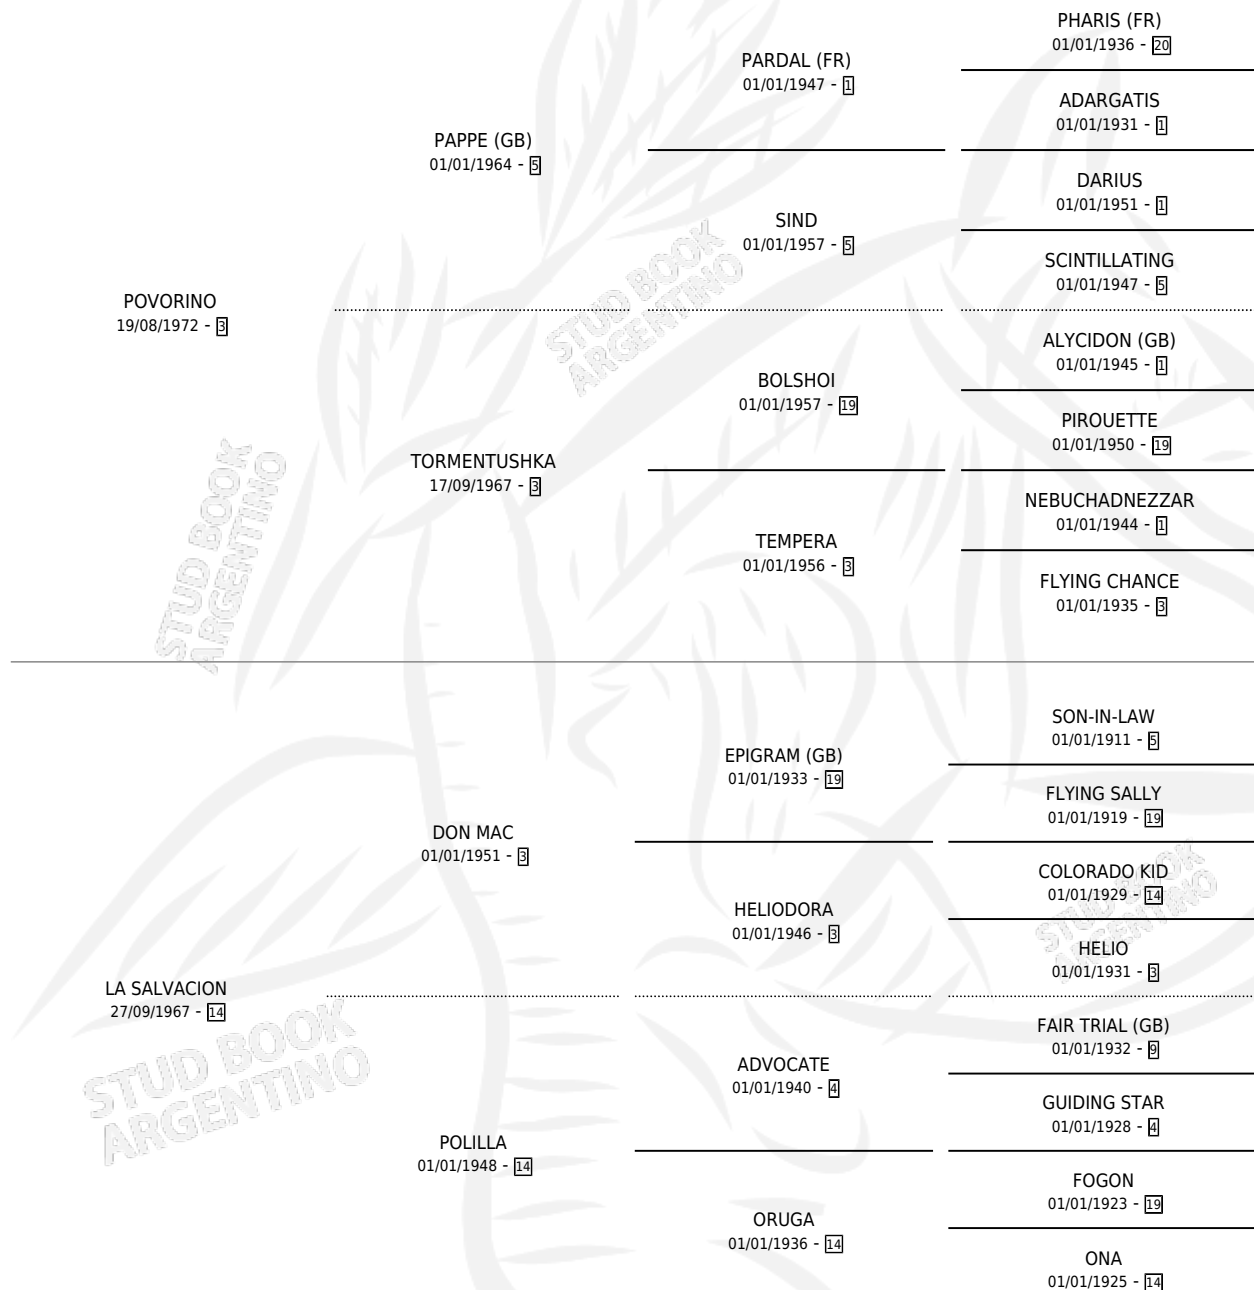 PHARIS (FR)
01/01/1936 - 20
PARDAL (FR)
01/01/1947 - 1
ADARGATIS
01/01/1931 - 1
PAPPE (GB)
01/01/1964 - 5
DARIUS
01/01/1951 - 1
SIND
01/01/1957 - 5
SCINTILLATING
01/01/1947 - 5
POVORINO
19/08/1972 - 3
ALYCIDON (GB)
01/01/1945 - 1
BOLSHOI
01/01/1957 - 19
PIROUETTE
01/01/1950 - 19
TORMENTUSHKA
17/09/1967 - 3
NEBUCHADNEZZAR
01/01/1944 - 1
TEMPERA
01/01/1956 - 3
FLYING CHANCE
01/01/1935 - 3
SON-IN-LAW
01/01/1911 - 5
EPIGRAM (GB)
01/01/1933 - 19
FLYING SALLY
01/01/1919 - 19
DON MAC
01/01/1951 - 3
COLORADO KID
01/01/1929 - 14
HELIODORA
01/01/1946 - 3
HELIO
01/01/1931 - 3
LA SALVACION
27/09/1967 - 14
FAIR TRIAL (GB)
01/01/1932 - 9
ADVOCATE
01/01/1940 - 4
GUIDING STAR
01/01/1928 - 4
POLILLA
01/01/1948 - 14
FOGON
01/01/1923 - 19
ORUGA
01/01/1936 - 14
ONA
01/01/1925 - 14
STUD BOOK
ARGENTINO
STUD BOOK
ARGENTINO
STUD BOOK
ARGENTINO
STUD BOOK
ARGENTINO